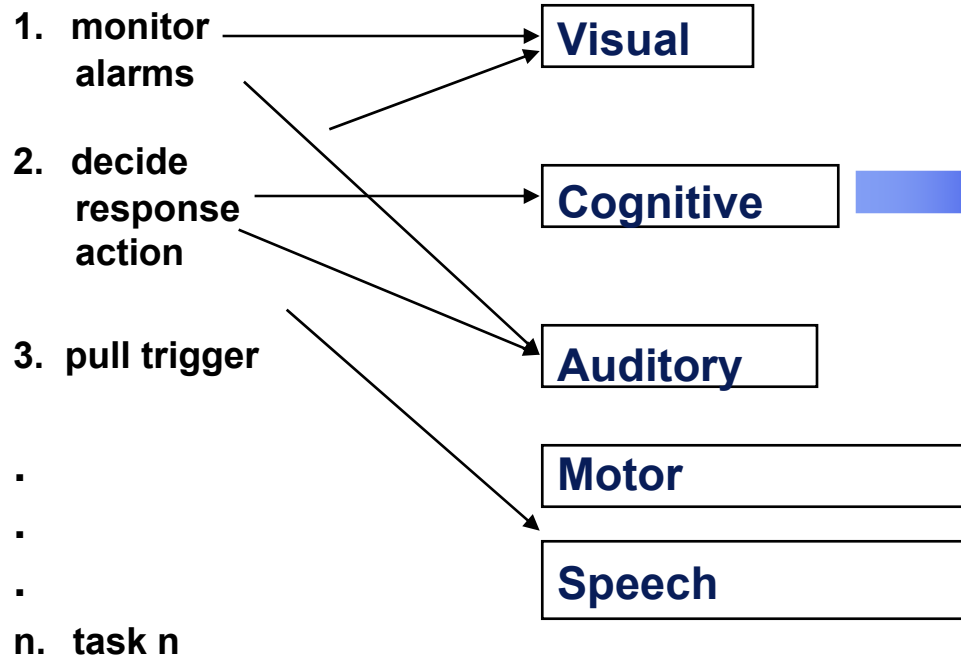 1. monitor
alarms
2. decide
response
action
3. pull trigger
.
.
.
n. task n
Visual
Cognitive
Auditory
Motor
Speech